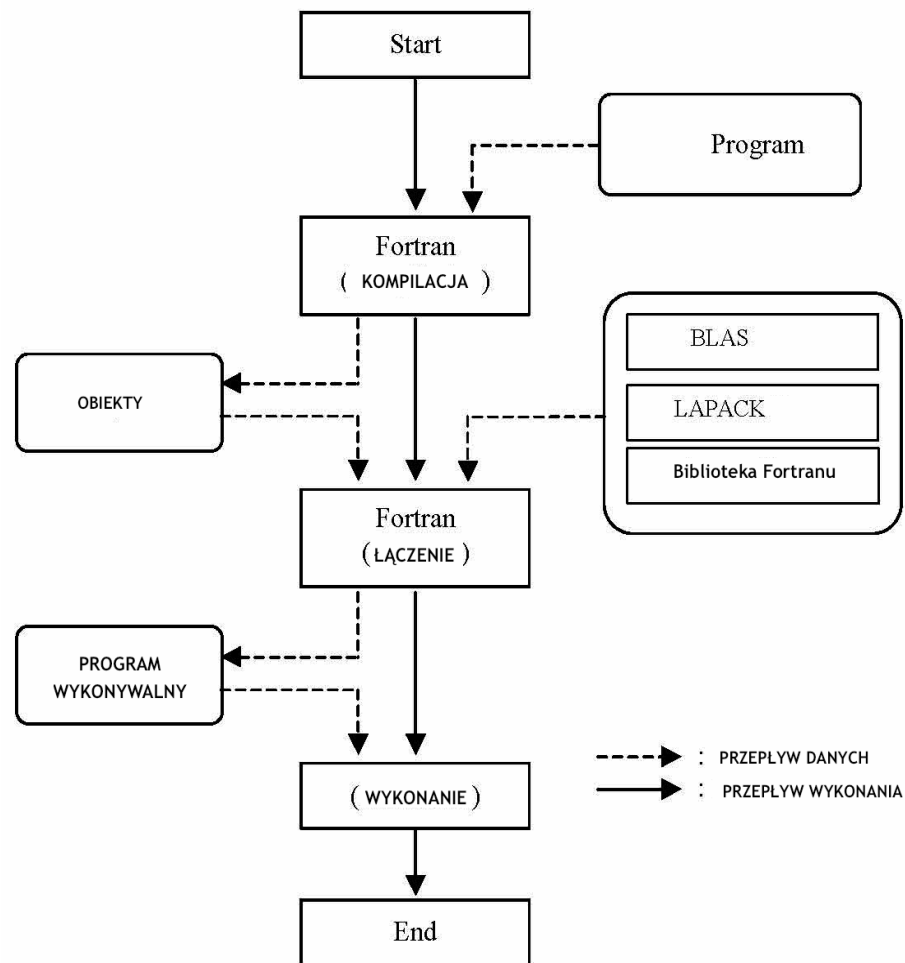 Start
Program
Fortran
( KOMPILACJA )
BLAS
OBIEKTY
LAPACK
Biblioteka Fortranu
Fortran
( ŁĄCZENIE )
PROGRAM
WYKONYWALNY
: PRZEPŁYW DANYCH
( WYKONANIE )
: PRZEPŁYW WYKONANIA
End